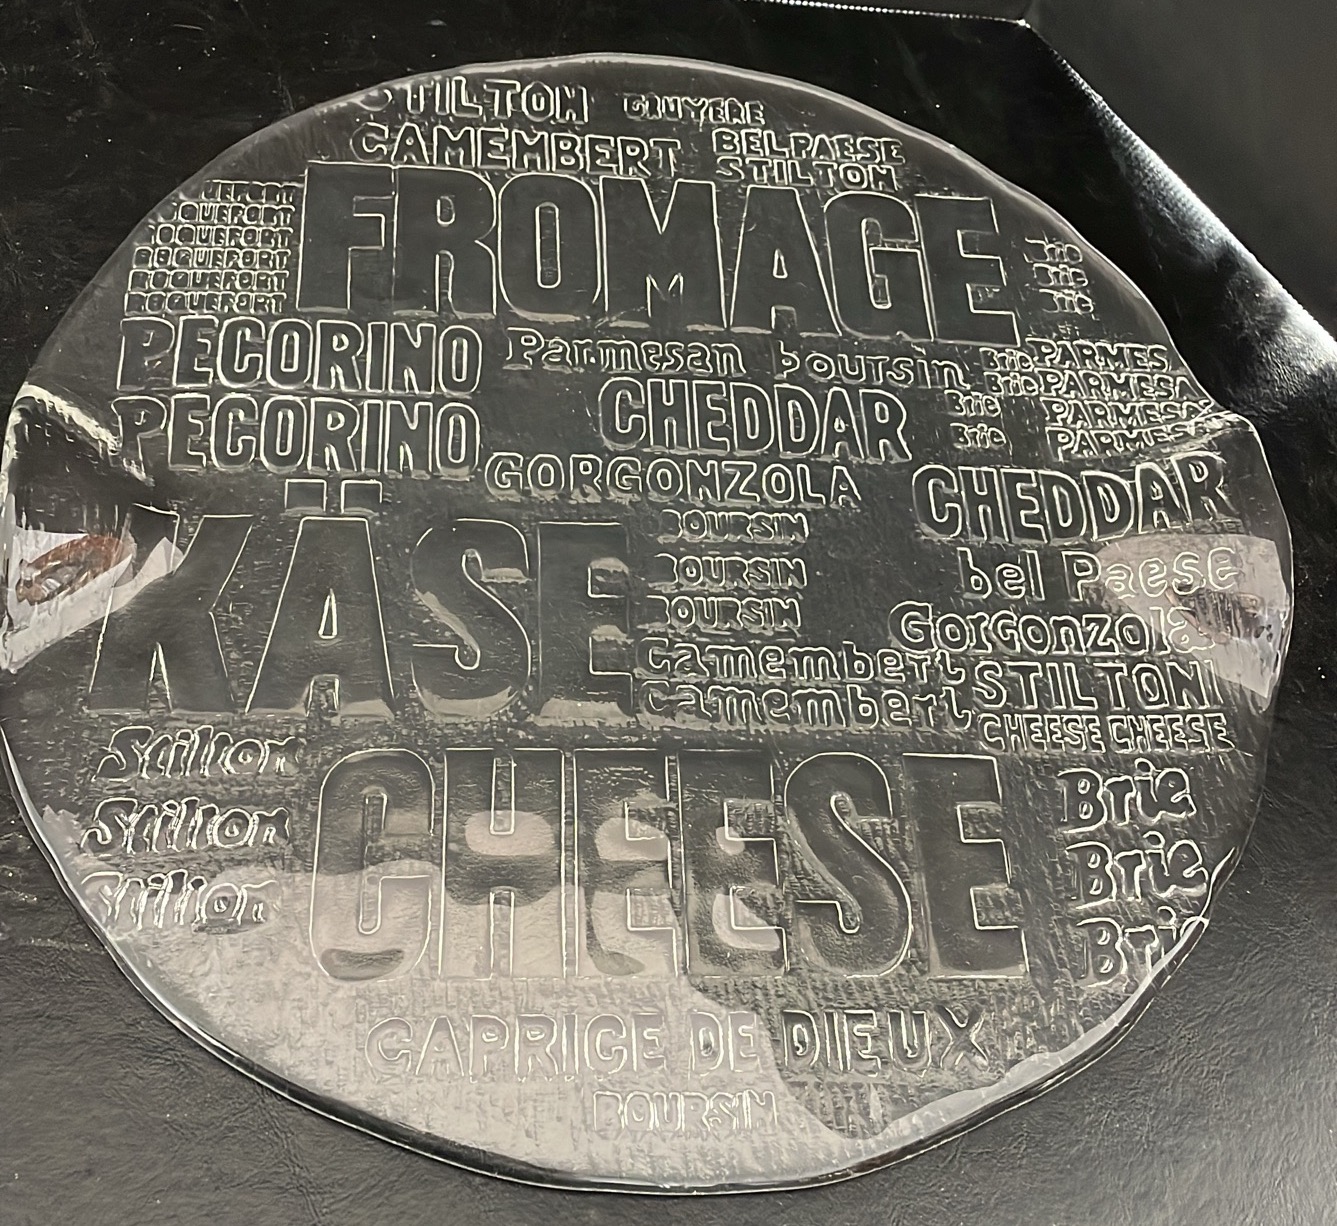 STILTON GRUYERE
CAMEMBERT BELPAESE
STILTON
FROMAGE
ROQUEFORT
ROQUEFORT
ROQUEFORT
ROQUEFORT
ROQUEFORT
Brie
Brie
Brie
PECORINO Parmesan boutsin Brie PARMES
Brie PARMESA
PECORINO CHEDDAR Brie PARMESA
Brie PARMESA
GORGONZOLA CHEDDAR
KÄSE
BOURSIN
BOURSIN
BOURSIN
bel Paese
Gorgonzola
Camembert STILTON
camembert CHEESE CHEESE
Stilton
Stilton
Stilton
CHEESE
Brie
Brie
Brie
CAPRICE DE DIEUX
BOURSIN